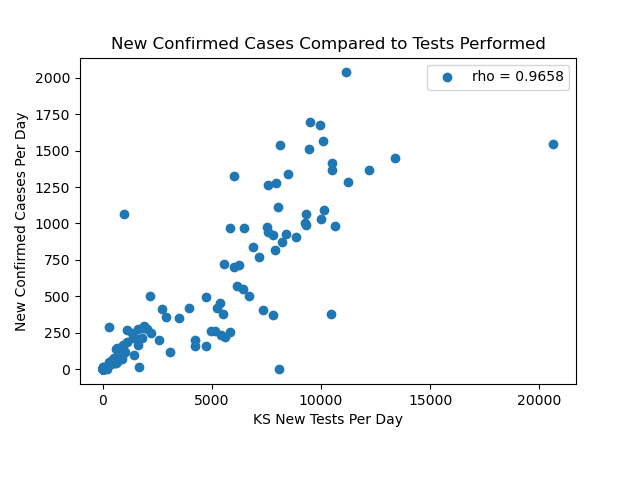 New Confirmed Cases Compared to Tests Performed
rho = 0.9658
2000
1750
1500
1250
1000
750
500
250
0
New Confirmed Caeses Per Day
0 5000 10000 15000 20000
KS New Tests Per Day